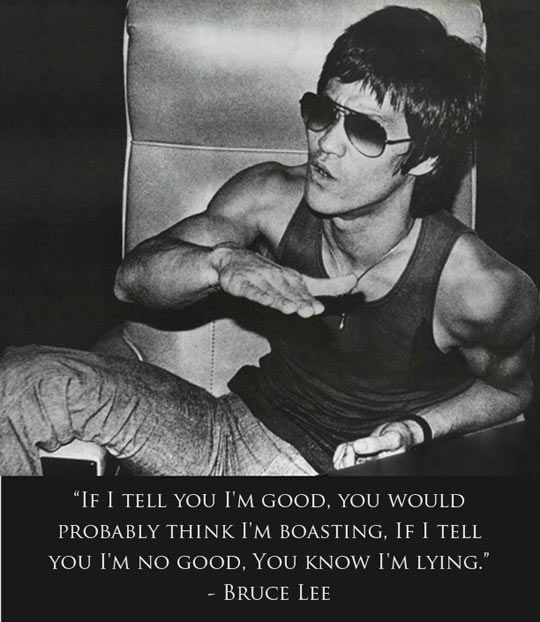 “If I tell you I'm good, you would
probably think I'm boasting, If I tell
you I'm no good, You know I'm lying.”
- Bruce Lee